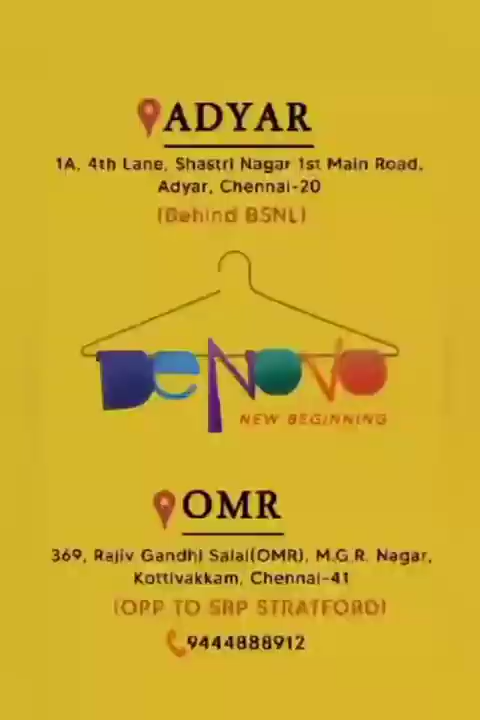 ADYAR
1A, 4th Lane, Shastri Nagar 1st Main Road,
Adyar, Chennai-20
(Behind BSNL)
DeNovo
NEW BEGINNING
OMR
369, Rajiv Gandhi Salai(OMR), M.G.R. Nagar,
Kottivakkam, Chennai-41
(OPP TO SRP STRATFORD)
9444888912